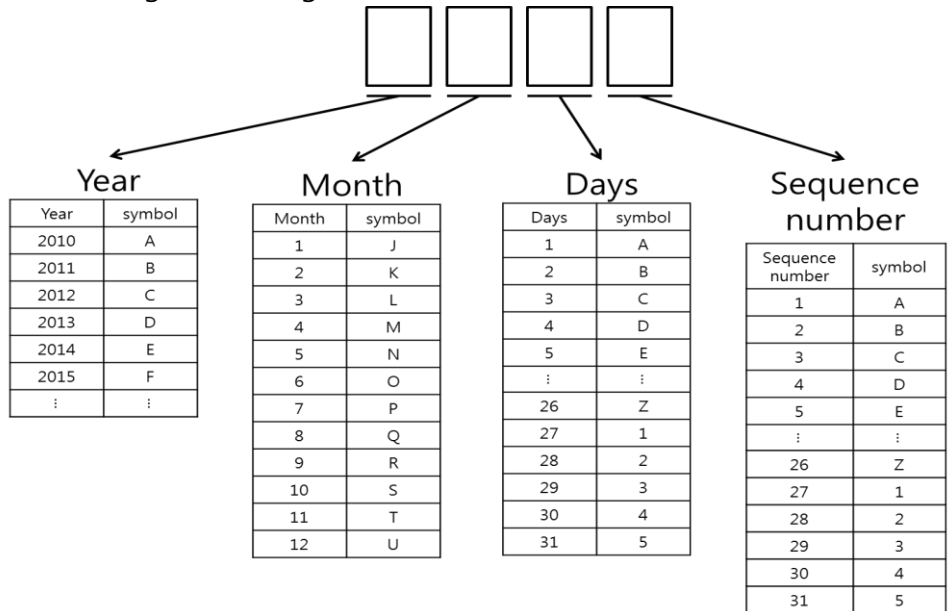 Year
Year symbol
2010 A
2011 B
2012 C
2013 D
2014 E
2015 F
⋮ ⋮
Month
Month symbol
1 J
2 K
3 L
4 M
5 N
6 O
7 P
8 Q
9 R
10 S
11 T
12 U
Days
Days symbol
1 A
2 B
3 C
4 D
5 E
⋮ ⋮
26 Z
27 1
28 2
29 3
30 4
31 5
Sequence
number
Sequence
number symbol
1 A
2 B
3 C
4 D
5 E
⋮ ⋮
26 Z
27 1
28 2
29 3
30 4
31 5